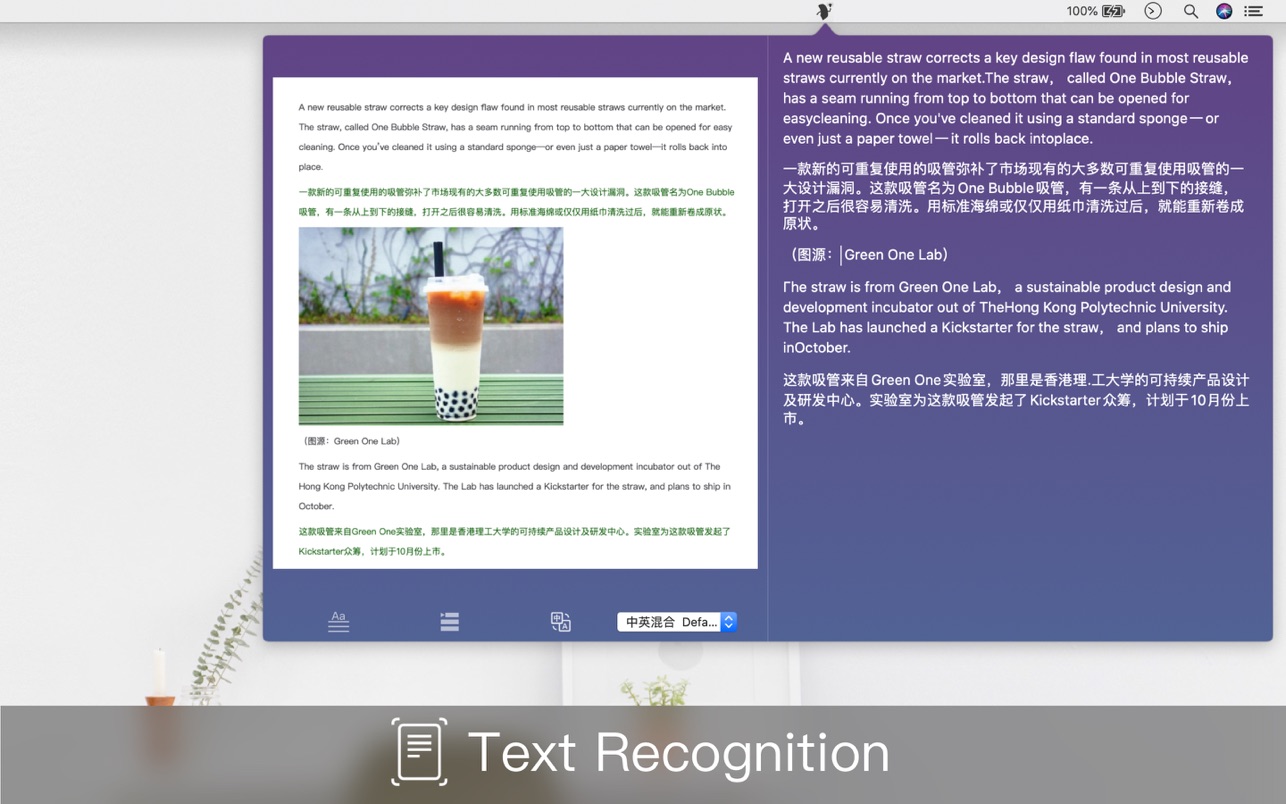 100%
A new reusable straw corrects a key design flaw found in most reusable straws currently on the market.
The straw, called One Bubble Straw, has a seam running from top to bottom that can be opened for easy
cleaning. Once you've cleaned it using a standard sponge—or even just a paper towel—it rolls back into
place.
一款新的可重复使用的吸管弥补了市场现有的大多数可重复使用吸管的一大设计漏洞。这款吸管名为One Bubble
吸管，有一条从上到下的接缝，打开之后很容易清洗。用标准海绵或仅仅用纸巾清洗过后，就能重新卷成原状。
（图源：Green One Lab）
The straw is from Green One Lab, a sustainable product design and development incubator out of The
Hong Kong Polytechnic University. The Lab has launched a Kickstarter for the straw, and plans to ship in
October.
这款吸管来自Green One实验室，那里是香港理工大学的可持续产品设计及研发中心。实验室为这款吸管发起了
Kickstarter众筹，计划于10月份上市。
Aa
中 A
中英混合 Defa...
A new reusable straw corrects a key design flaw found in most reusable
straws currently on the market.The straw， called One Bubble Straw，
has a seam running from top to bottom that can be opened for
easycleaning. Once you've cleaned it using a standard sponge—or
even just a paper towel—it rolls back intoplace.
一款新的可重复使用的吸管弥补了市场现有的大多数可重复使用吸管的一
大设计漏洞。这款吸管名为One Bubble吸管，有一条从上到下的接缝，
打开之后很容易清洗。用标准海绵或仅仅用纸巾清洗过后，就能重新卷成
原状。
（图源：Green One Lab）
The straw is from Green One Lab， a sustainable product design and
development incubator out of TheHong Kong Polytechnic University.
The Lab has launched a Kickstarter for the straw， and plans to ship
inOctober.
这款吸管来自Green One实验室，那里是香港理.工大学的可持续产品设计
及研发中心。实验室为这款吸管发起了Kickstarter众筹，计划于10月份上
市。
Text Recognition